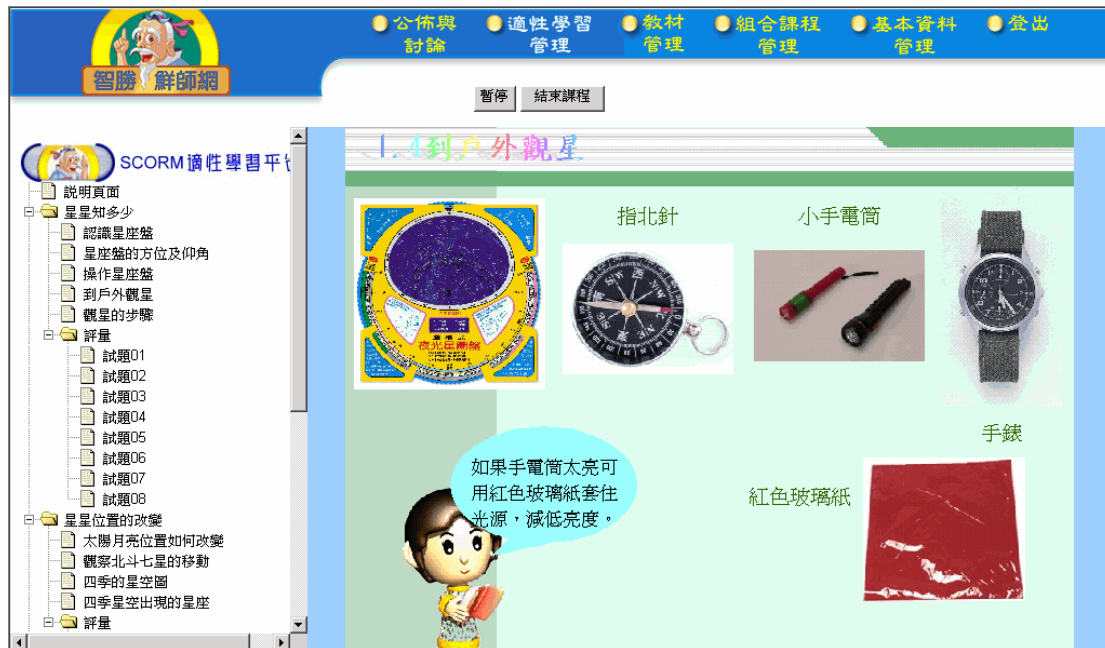 公佈與
討論
適性學習
管理
教材
管理
組合課程
管理
基本資料
管理
登出
智勝 鮮師網
暫停
結束課程
SCORM適性學習平
說明頁面
星星知多少
認識星座盤
星座盤的方位及仰角
操作星座盤
到戶外觀星
觀星的步驟
評量
試題01
試題02
試題03
試題04
試題05
試題06
試題07
試題08
星星位置的改變
太陽月亮位置如何改變
觀察北斗七星的移動
四季的星空圖
四季星空出現的星座
評量
1.4到戶外觀星
指北針
小手電筒
手錶
紅色玻璃紙
如果手電筒太亮可
用紅色玻璃紙套住
光源，減低亮度。